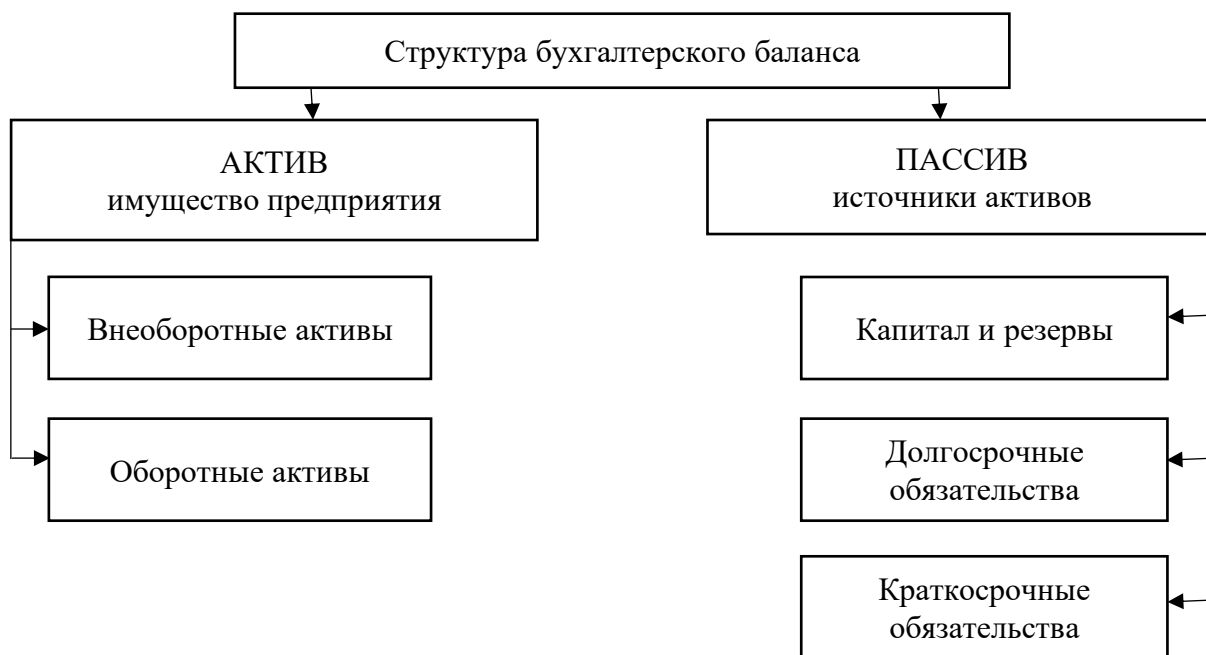 Структура бухгалтерского баланса
АКТИВ
имущество предприятия
ПАССИВ
источники активов
Внеоборотные активы
Капитал и резервы
Оборотные активы
Долгосрочные
обязательства
Краткосрочные
обязательства